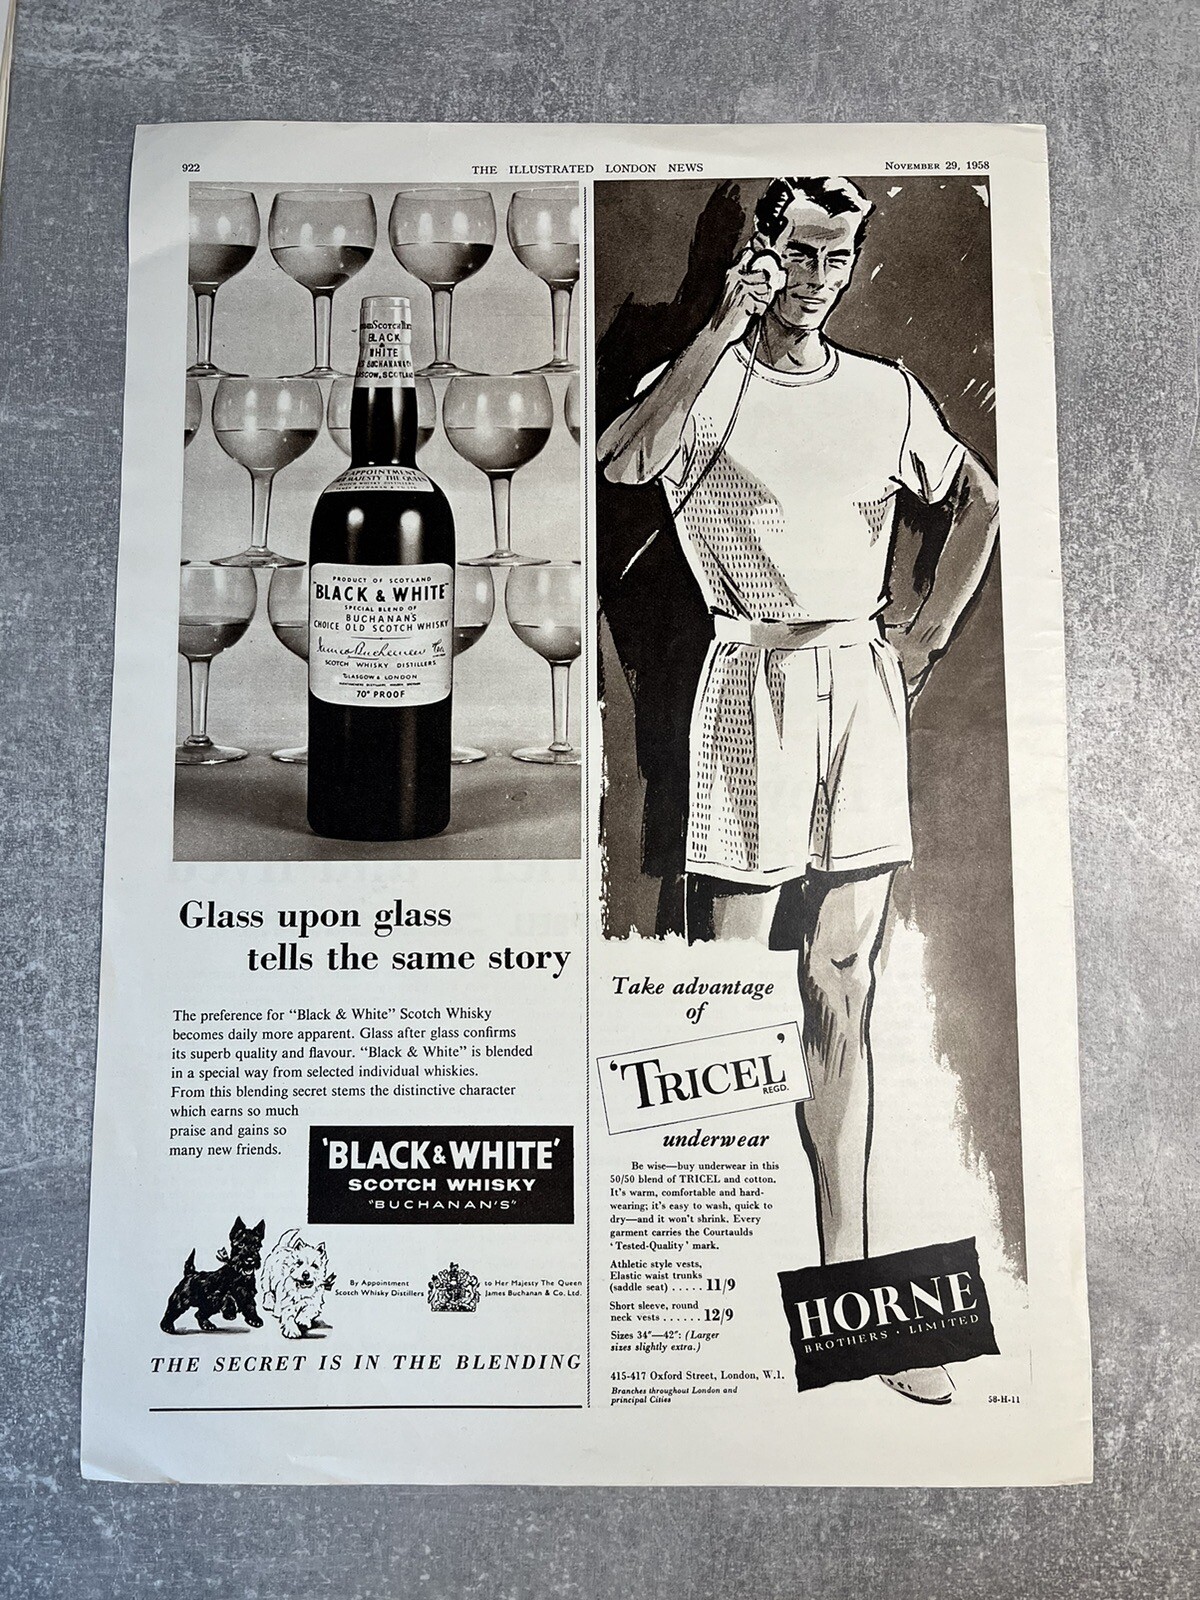 922
THE ILLUSTRATED LONDON NEWS
NOVEMBER 29, 1958
BLACK
WHITE
APPOINTMENT
MAJESTY THE QUEEN
PRODUCT OF SCOTLAND
"BLACK & WHITE"
SPECIAL BLEND OF
BUCHANAN'S
CHOICE OLD SCOTCH WHISKY
James Buchanan
SCOTCH WHISKY DISTILLERS
GLASGOW & LONDON
70° PROOF
Glass upon glass
tells the same story
The preference for "Black & White" Scotch Whisky
becomes daily more apparent. Glass after glass confirms
its superb quality and flavour. "Black & White" is blended
in a special way from selected individual whiskies.
From this blending secret stems the distinctive character
which earns so much
praise and gains so
many new friends.
'BLACK & WHITE'
SCOTCH WHISKY
"BUCHANAN'S"
By Appointment
Scotch Whisky Distillers
to Her Majesty The Queen
James Buchanan & Co. Ltd.
THE SECRET IS IN THE BLENDING
Take advantage
of
'TRICEL'
REGD.
underwear
Be wise—buy underwear in this
50/50 blend of TRICEL and cotton.
It's warm, comfortable and hard-
wearing; it's easy to wash, quick to
dry—and it won't shrink. Every
garment carries the Courtaulds
'Tested-Quality' mark.
Athletic style vests,
Elastic waist trunks
(saddle seat) ..... 11/9
Short sleeve, round
neck vests ...... 12/9
Sizes 34"—42": (Larger
sizes slightly extra.)
HORNE
BROTHERS · LIMITED
415-417 Oxford Street, London, W.1.
Branches throughout London and
principal Cities
58-H-11